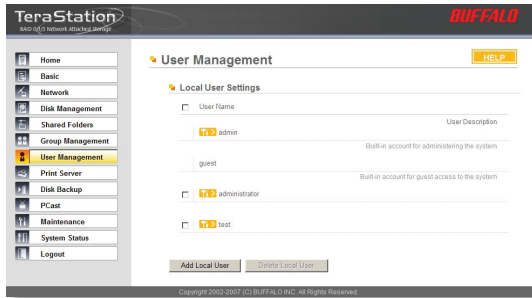 TeraStation
RAID 0/1/5 Network Attached Storage
BUFFALO
Home
Basic
Network
Disk Management
Shared Folders
Group Management
User Management
Print Server
Disk Backup
PCast
Maintenance
System Status
Logout
User Management
HELP
Local User Settings
User Name
User Description
admin
Built-in account for administering the system
guest
Built-in account for guest access to the system
administrator
test
Add Local User
Delete Local User
Copyright 2002-2007 (C) BUFFALO INC. All Rights Reserved.